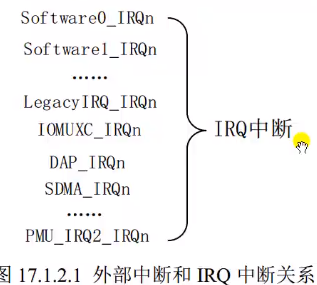 Software0_IRQn
Software1_IRQn
……
LegacyIRQ_IRQn
IOMUXC_IRQn
IRQ中断
DAP_IRQn
SDMA_IRQn
……
PMU_IRQ2_IRQn
图 17.1.2.1 外部中断和 IRQ 中断关系